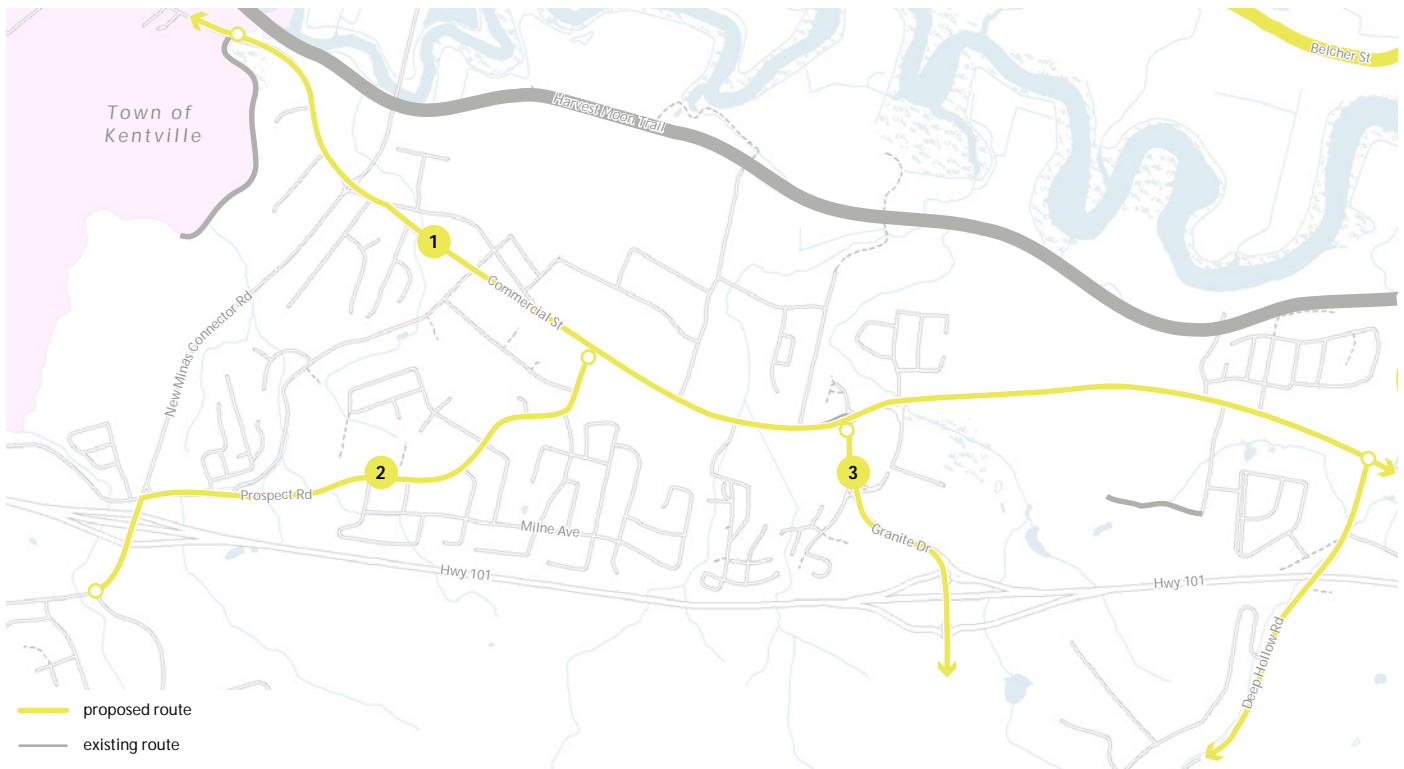 Belcher St
Harvest Moon Trail
Town of
Kentville
1
Commercial St
New Minas Connector Rd
2
3
Prospect Rd
Milne Ave
Granite Dr
Hwy 101
Hwy 101
Deep Hollow Rd
proposed route
existing route